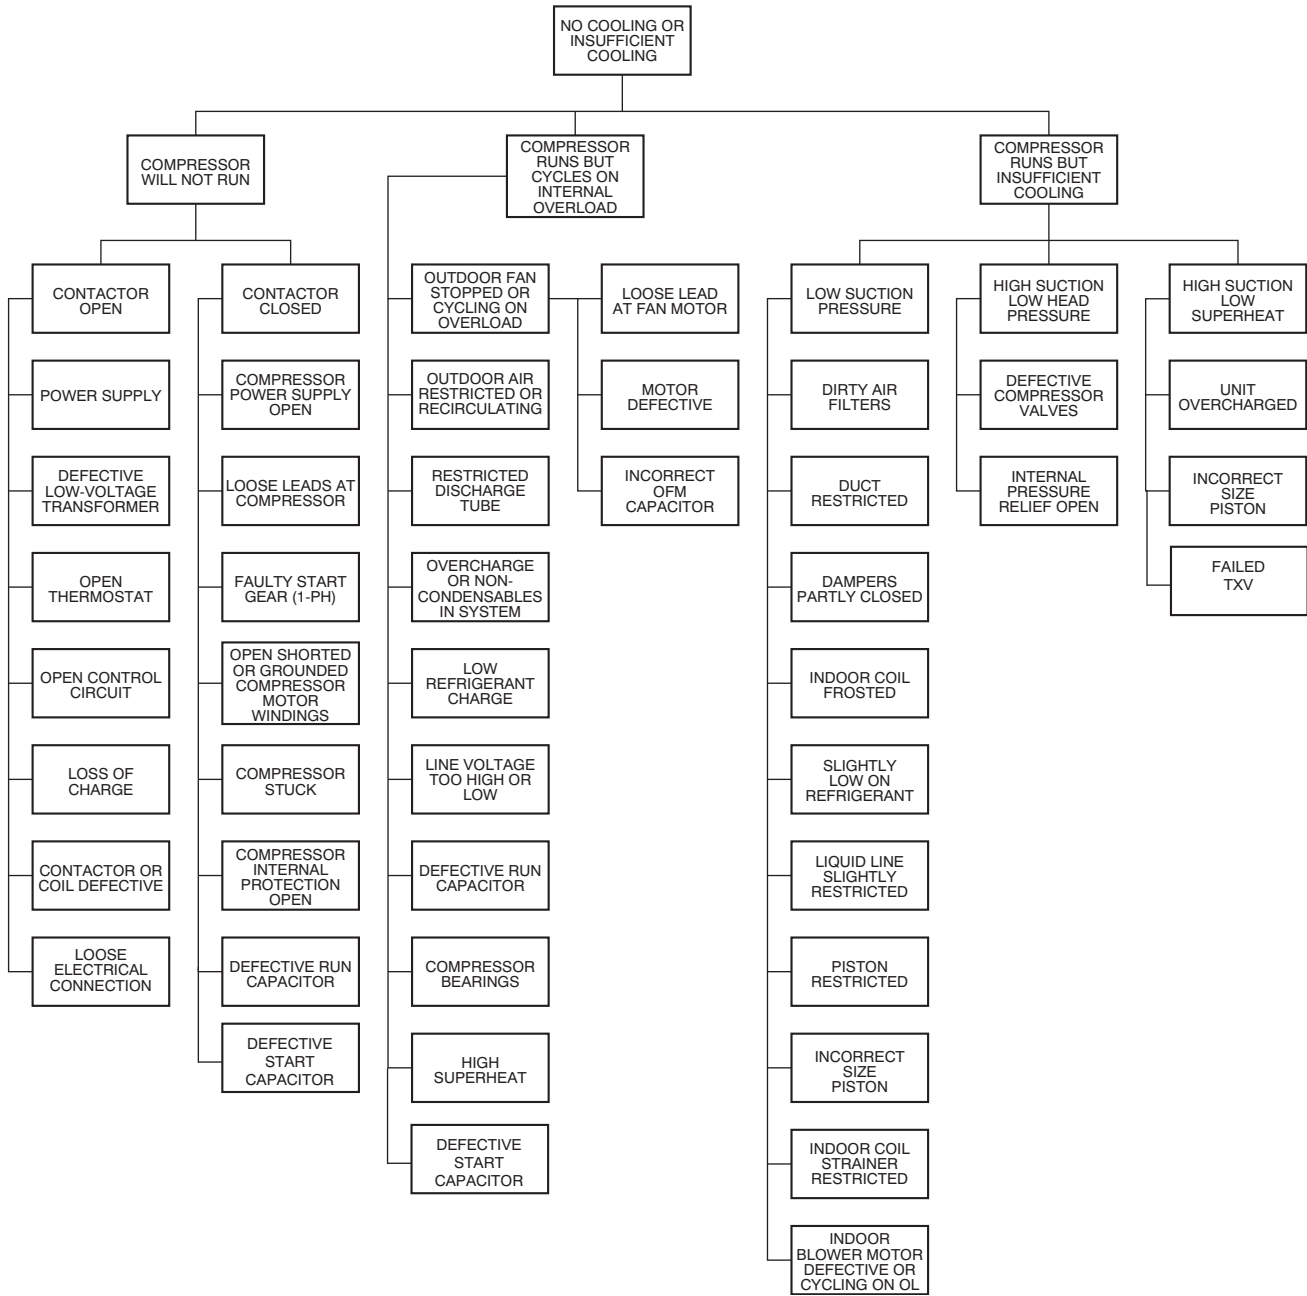 NO COOLING OR
INSUFFICIENT
COOLING
COMPRESSOR
WILL NOT RUN
COMPRESSOR
RUNS BUT
CYCLES ON
INTERNAL
OVERLOAD
COMPRESSOR
RUNS BUT
INSUFFICIENT
COOLING
CONTACTOR
OPEN
POWER SUPPLY
DEFECTIVE
LOW-VOLTAGE
TRANSFORMER
OPEN
THERMOSTAT
OPEN CONTROL
CIRCUIT
LOSS OF
CHARGE
CONTACTOR OR
COIL DEFECTIVE
LOOSE
ELECTRICAL
CONNECTION
CONTACTOR
CLOSED
COMPRESSOR
POWER SUPPLY
OPEN
LOOSE LEADS AT
COMPRESSOR
FAULTY START
GEAR (1-PH)
OPEN SHORTED
OR GROUNDED
COMPRESSOR
MOTOR
WINDINGS
COMPRESSOR
STUCK
COMPRESSOR
INTERNAL
PROTECTION
OPEN
DEFECTIVE RUN
CAPACITOR
DEFECTIVE
START
CAPACITOR
OUTDOOR FAN
STOPPED OR
CYCLING ON
OVERLOAD
OUTDOOR AIR
RESTRICTED OR
RECIRCULATING
RESTRICTED
DISCHARGE
TUBE
OVERCHARGE
OR NON-
CONDENSABLES
IN SYSTEM
LOW
REFRIGERANT
CHARGE
LINE VOLTAGE
TOO HIGH OR
LOW
DEFECTIVE RUN
CAPACITOR
COMPRESSOR
BEARINGS
HIGH
SUPERHEAT
DEFECTIVE
START
CAPACITOR
LOOSE LEAD
AT FAN MOTOR
MOTOR
DEFECTIVE
INCORRECT
OFM
CAPACITOR
LOW SUCTION
PRESSURE
DIRTY AIR
FILTERS
DUCT
RESTRICTED
DAMPERS
PARTLY CLOSED
INDOOR COIL
FROSTED
SLIGHTLY
LOW ON
REFRIGERANT
LIQUID LINE
SLIGHTLY
RESTRICTED
PISTON
RESTRICTED
INCORRECT
SIZE
PISTON
INDOOR COIL
STRAINER
RESTRICTED
INDOOR
BLOWER MOTOR
DEFECTIVE OR
CYCLING ON OL
HIGH SUCTION
LOW HEAD
PRESSURE
DEFECTIVE
COMPRESSOR
VALVES
INTERNAL
PRESSURE
RELIEF OPEN
HIGH SUCTION
LOW
SUPERHEAT
UNIT
OVERCHARGED
INCORRECT
SIZE
PISTON
FAILED
TXV